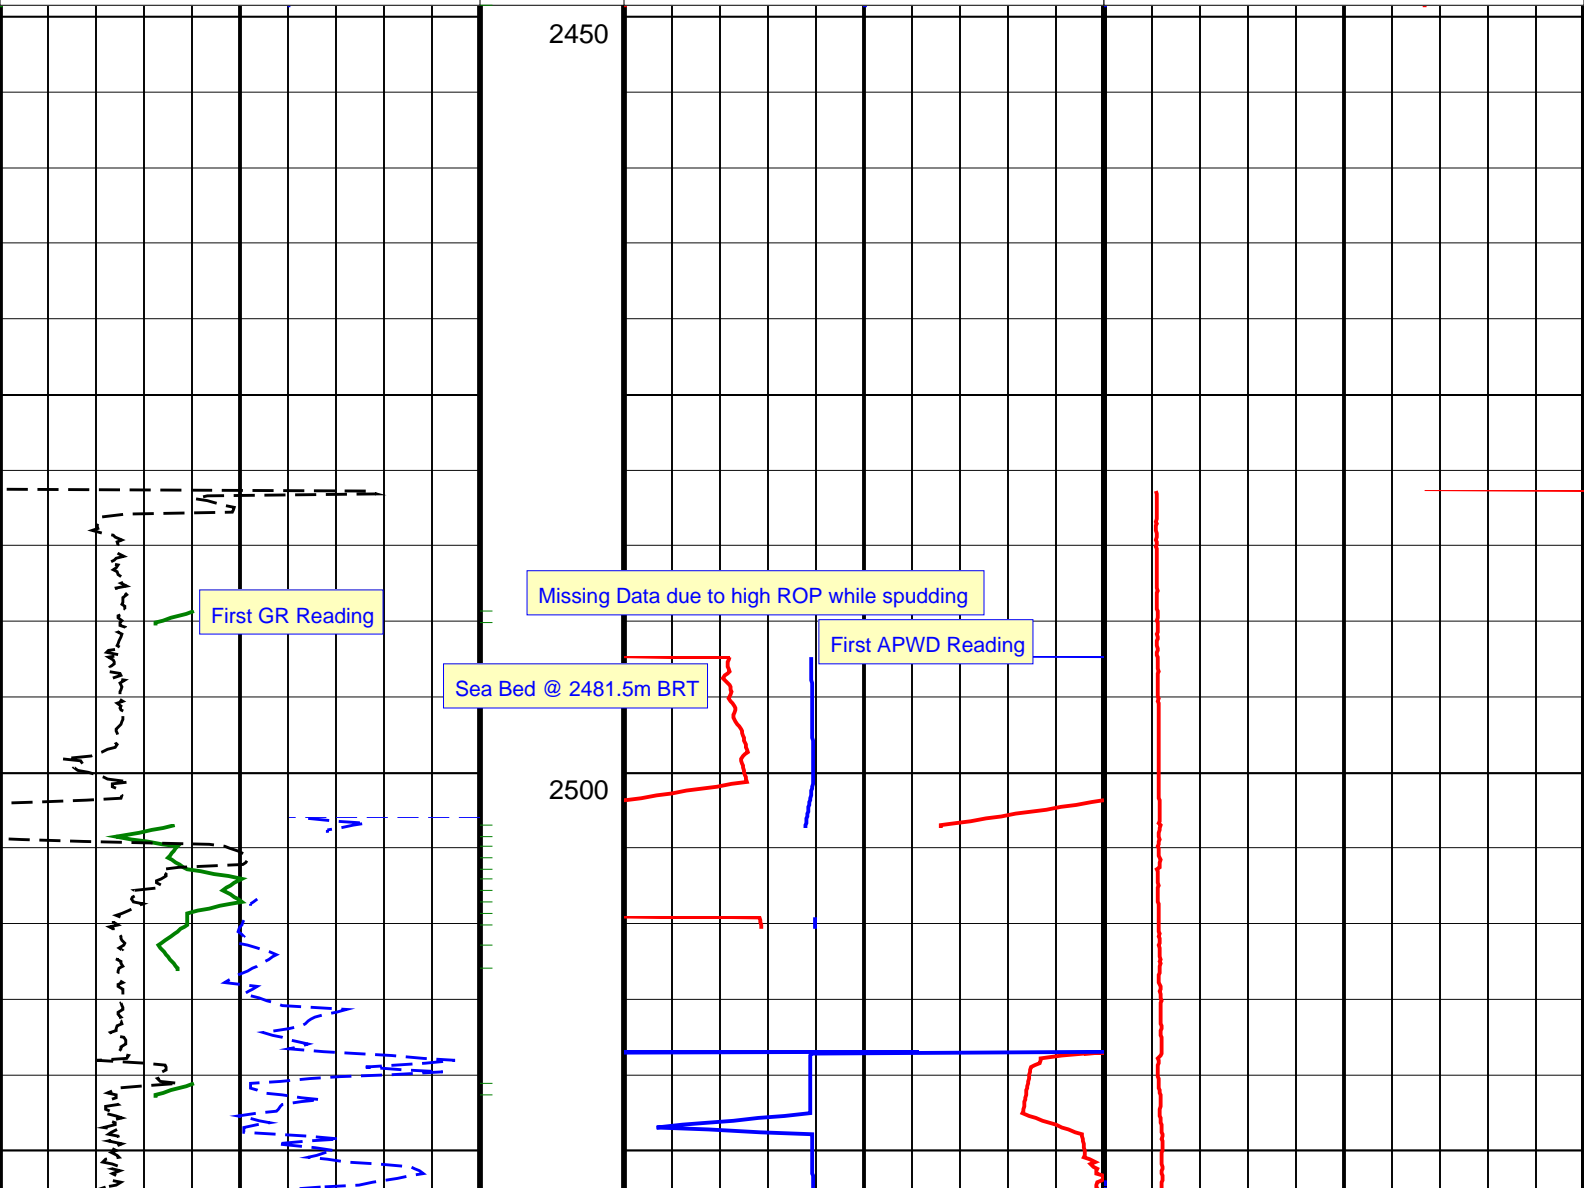 2450
Missing Data due to high ROP while spudding
First GR Reading
First APWD Reading
Sea Bed @ 2481.5m BRT
2500